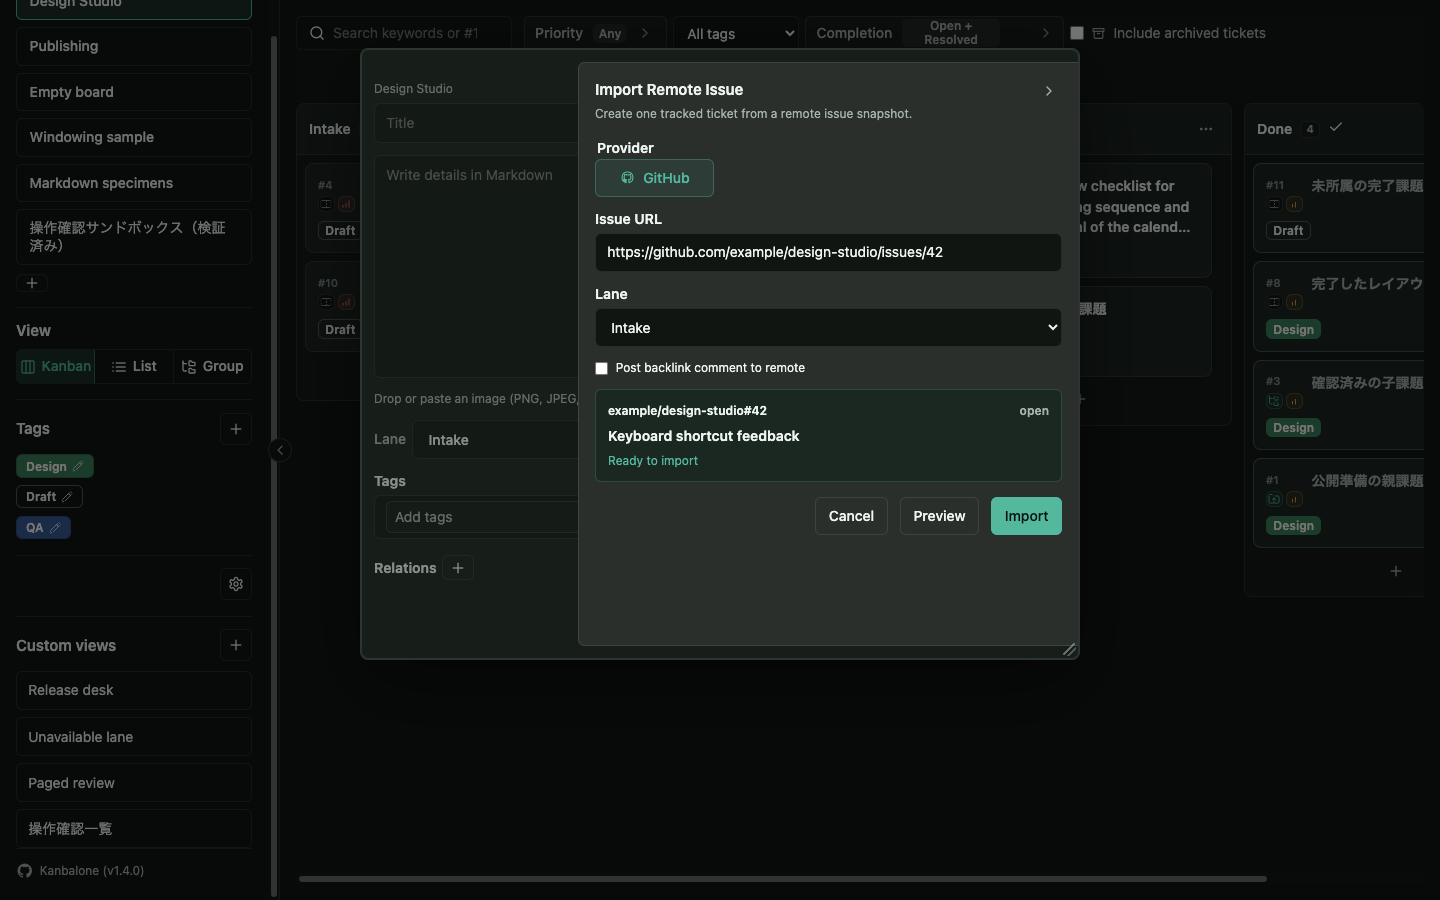 Design Studio
Publishing
Empty board
Windowing sample
Markdown specimens
操作確認サンドボックス（検証
済み）
View
Kanban
List
Group
Tags
Design
Draft
QA
Custom views
Release desk
Unavailable lane
Paged review
操作確認一覧
Kanbalone (v1.4.0)
Search keywords or #1
Priority
Any
All tags
Completion
Open +
Resolved
Include archived tickets
Intake
#4
Draft
#10
Draft
Design Studio
Title
Write details in Markdown
Drop or paste an image (PNG, JPEG,
Lane
Intake
Tags
Add tags
Relations
Import Remote Issue
Create one tracked ticket from a remote issue snapshot.
Provider
GitHub
Issue URL
https://github.com/example/design-studio/issues/42
Lane
Intake
Post backlink comment to remote
example/design-studio#42
open
Keyboard shortcut feedback
Ready to import
Cancel
Preview
Import
w checklist for
ng sequence and
al of the calend...
課題
Done
4
#11
未所属の完了課題
Draft
#8
完了したレイアウ
Design
#3
確認済みの子課題
Design
#1
公開準備の親課題
Design